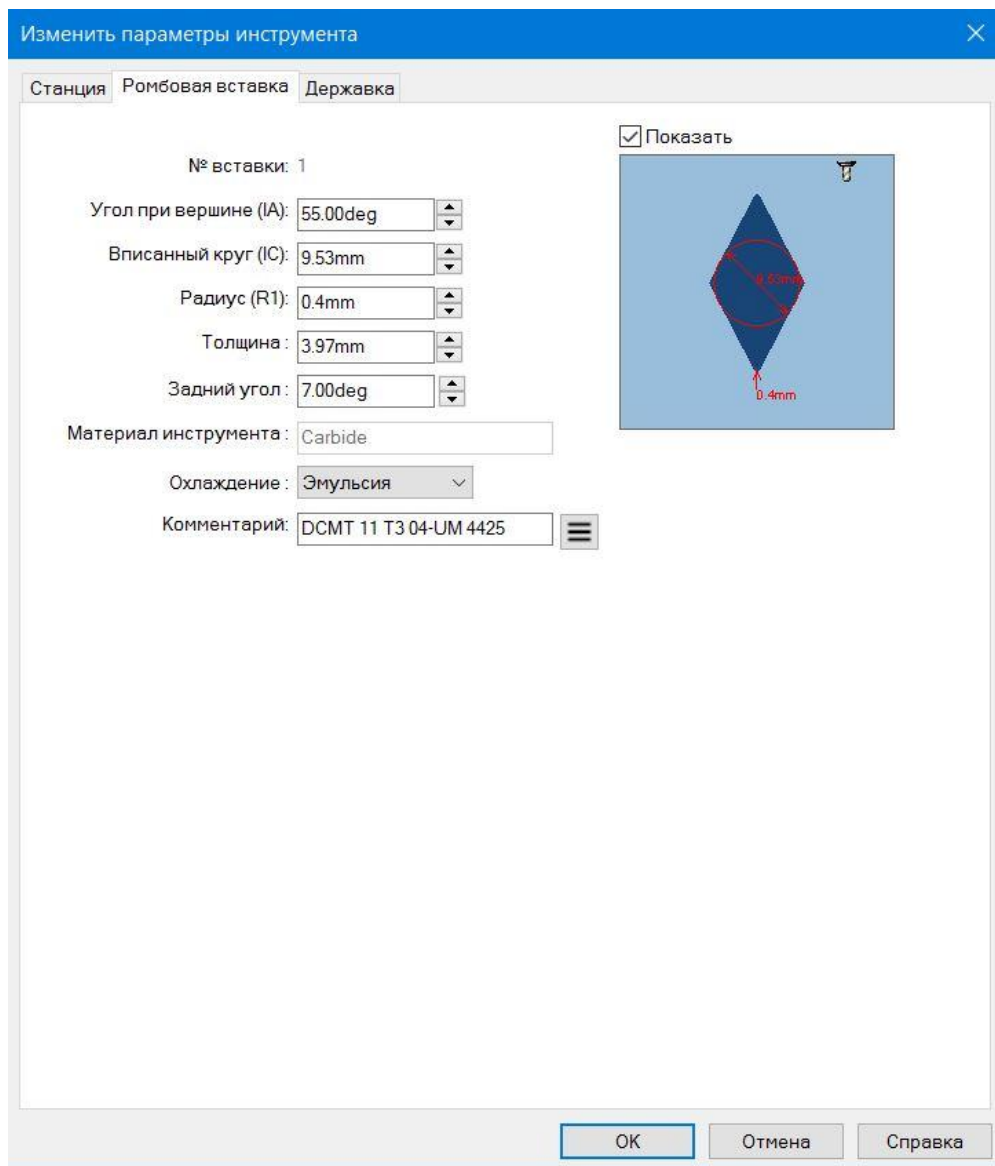 Изменить параметры инструмента
Станция Ромбовая вставка Державка
Показать
№ вставки: 1
Угол при вершине (IA): 55.00deg
Вписанный круг (IC): 9.53mm
Радиус (R1): 0.4mm
Толщина : 3.97mm
Задний угол : 7.00deg
Материал инструмента : Carbide
Охлаждение : Эмульсия
Комментарий: DCMT 11 T3 04-UM 4425
9.53mm
0.4mm
OK Отмена Справка